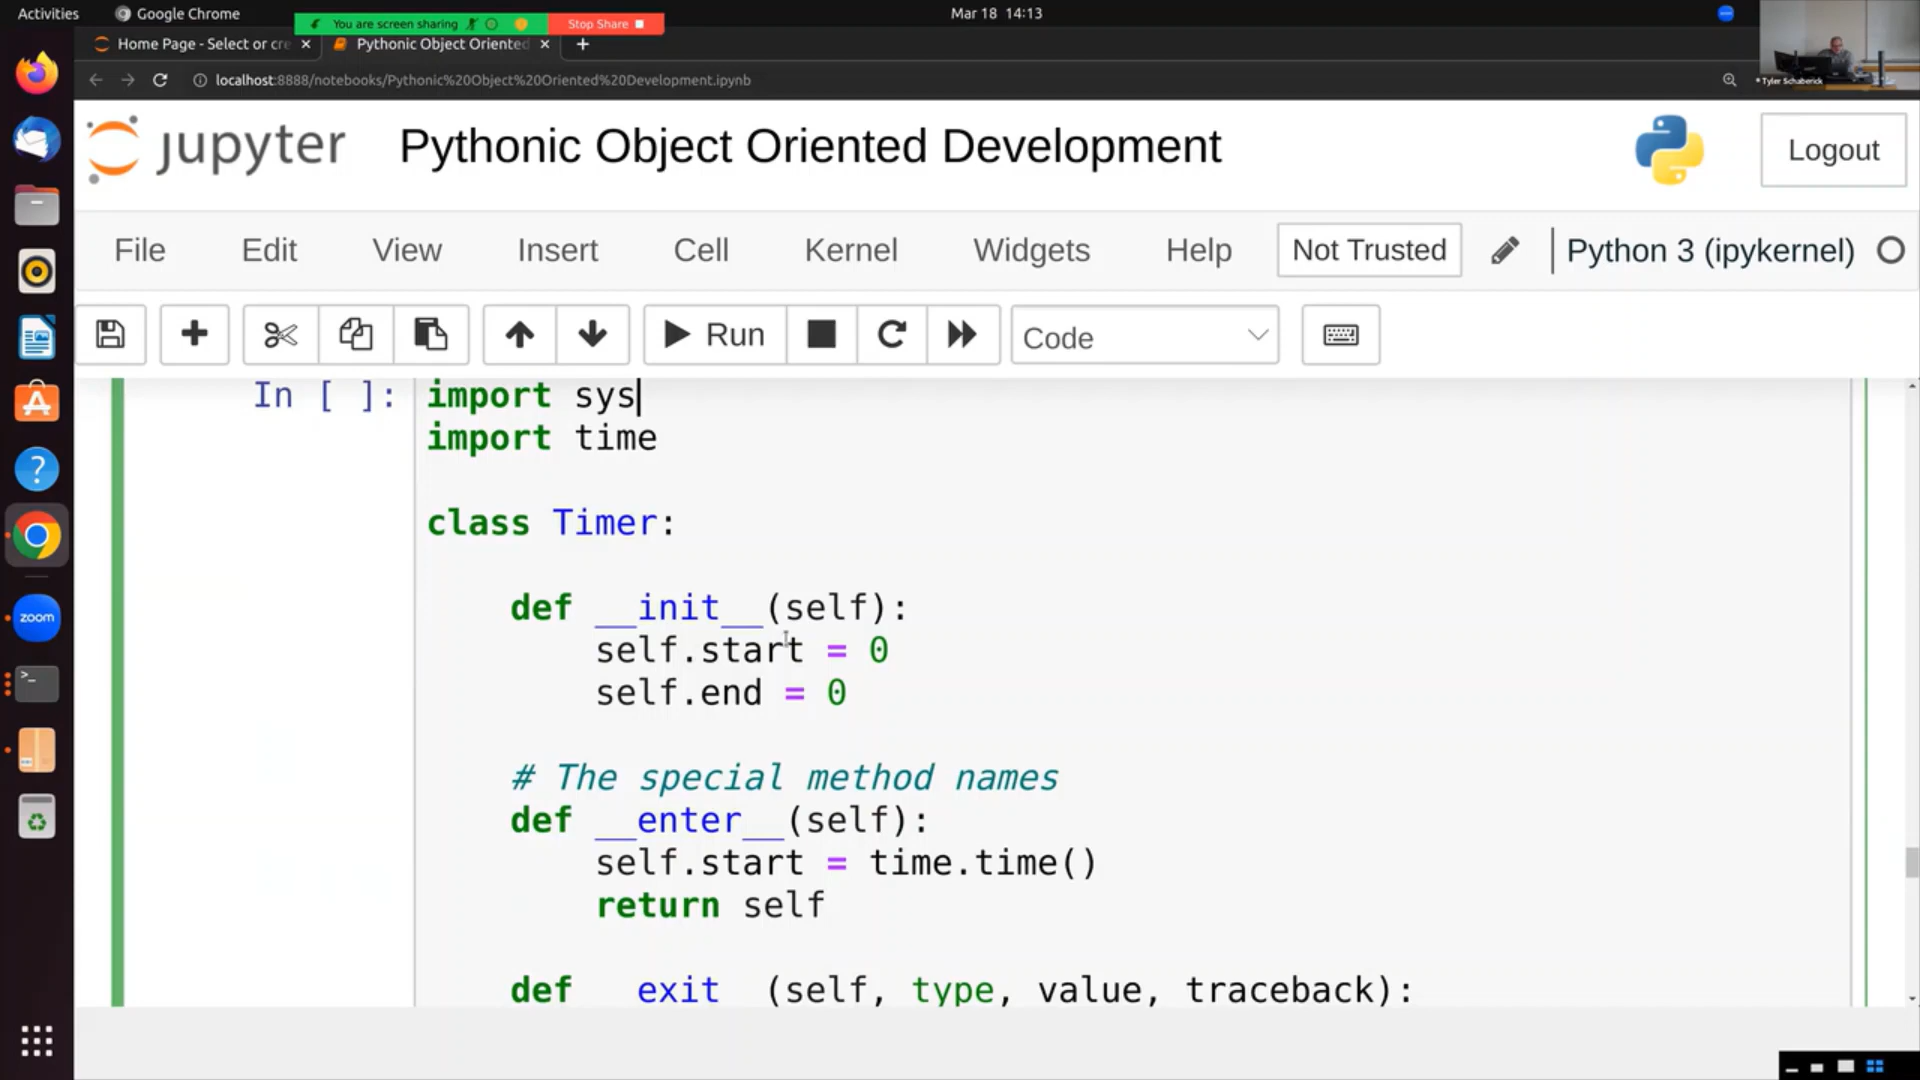 Activities
Google Chrome
Mar 18 14:13
You are screen sharing
Stop Share
Home Page - Select or cre
Pythonic Object Oriented
localhost:8888/notebooks/Pythonic%20Object%20Oriented%20Development.ipynb
Tyler Schaberick
jupyter
Pythonic Object Oriented Development
Logout
File
Edit
View
Insert
Cell
Kernel
Widgets
Help
Not Trusted
Python 3 (ipykernel)
Run
Code
In [ ]:
import sys
import time
class Timer:
def __init__(self):
self.start = 0
self.end = 0
# The special method names
def __enter__(self):
self.start = time.time()
return self
def exit (self, type, value, traceback):
zoom